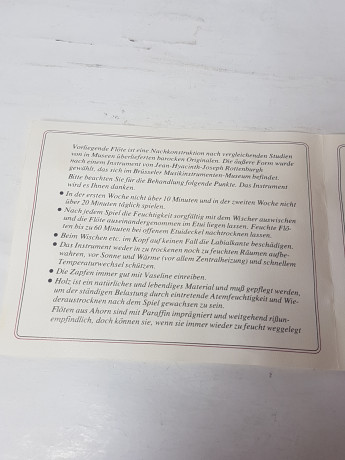 Vorliegende Flöte ist eine Nachkonstruktion nach vergleichenden Studien
von in Museen überlieferten barocken Originalen. Die äußere Form wurde
nach einem Instrument von Jean-Hyacinth-Joseph Rottenburgh
gewählt, das sich im Brüsseler Musikinstrumenten-Museum befindet.
Bitte beachten Sie für die Behandlung folgende Punkte. Das Instrument
wird es Ihnen danken.
● In der ersten Woche nicht über 10 Minuten und in der zweiten Woche nicht
über 20 Minuten täglich spielen.
● Nach jedem Spiel die Feuchtigkeit sorgfältig mit dem Wischer auswischen
und die Flöte auseinandergenommen im Etui liegen lassen. Feuchte Flö-
ten bis zu 60 Minuten bei offenem Etuideckel nachtrocknen lassen.
● Beim Wischen etc. im Kopf auf keinen Fall die Labialkante beschädigen.
● Das Instrument weder in zu trockenen noch zu feuchten Räumen aufbe-
wahren, vor Sonne und Wärme (vor allem Zentralheizung) und schnellem
Temperaturwechsel schützen.
● Die Zapfen immer gut mit Vaseline einreiben.
● Holz ist ein natürliches und lebendiges Material und muß gepflegt werden,
um der ständigen Belastung durch eintretende Atemfeuchtigkeit und Wie-
deraustrocknen nach dem Spiel gewachsen zu sein.
Flöten aus Ahorn sind mit Paraffin imprägniert und weitgehend rißun-
empfindlich, doch können sie, wenn sie immer wieder zu feucht weggelegt